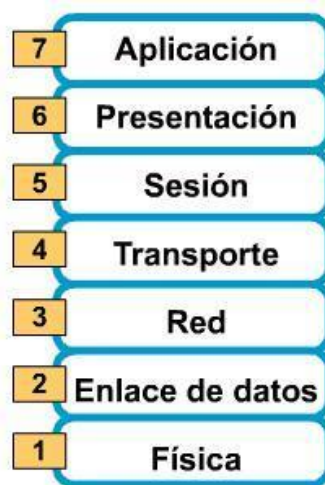 7 Aplicación
6 Presentación
5 Sesión
4 Transporte
3 Red
2 Enlace de datos
1 Física